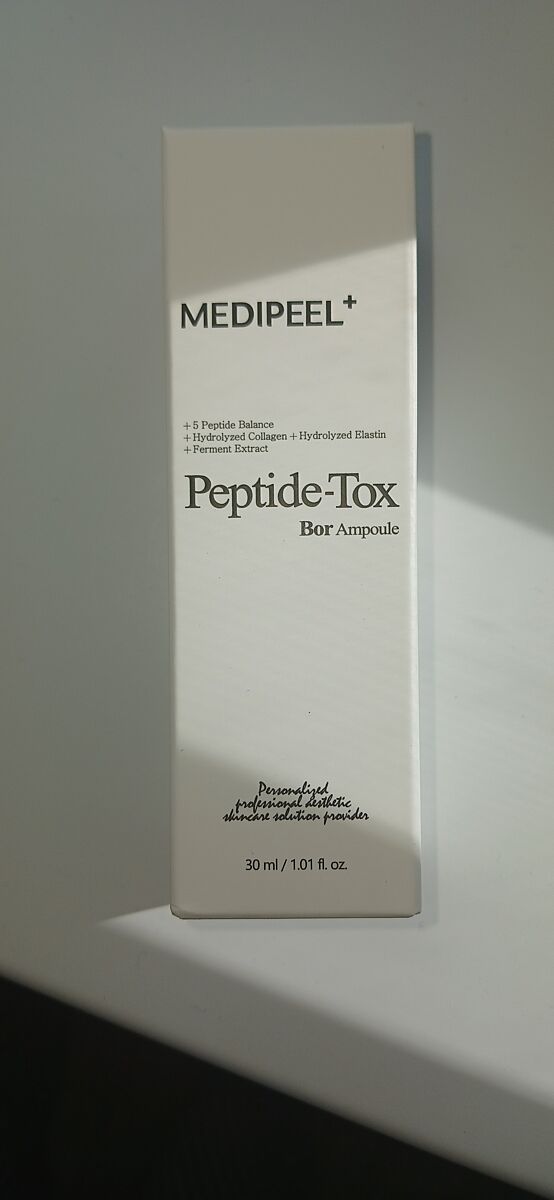 MEDIPEEL+
+5 Peptide Balance
+Hydrolyzed Collagen +Hydrolyzed Elastin
+Ferment Extract
Peptide-Tox
Bor Ampoule
Personalized
professional aesthetic
skincare solution provider
30 ml / 1.01 fl. oz.